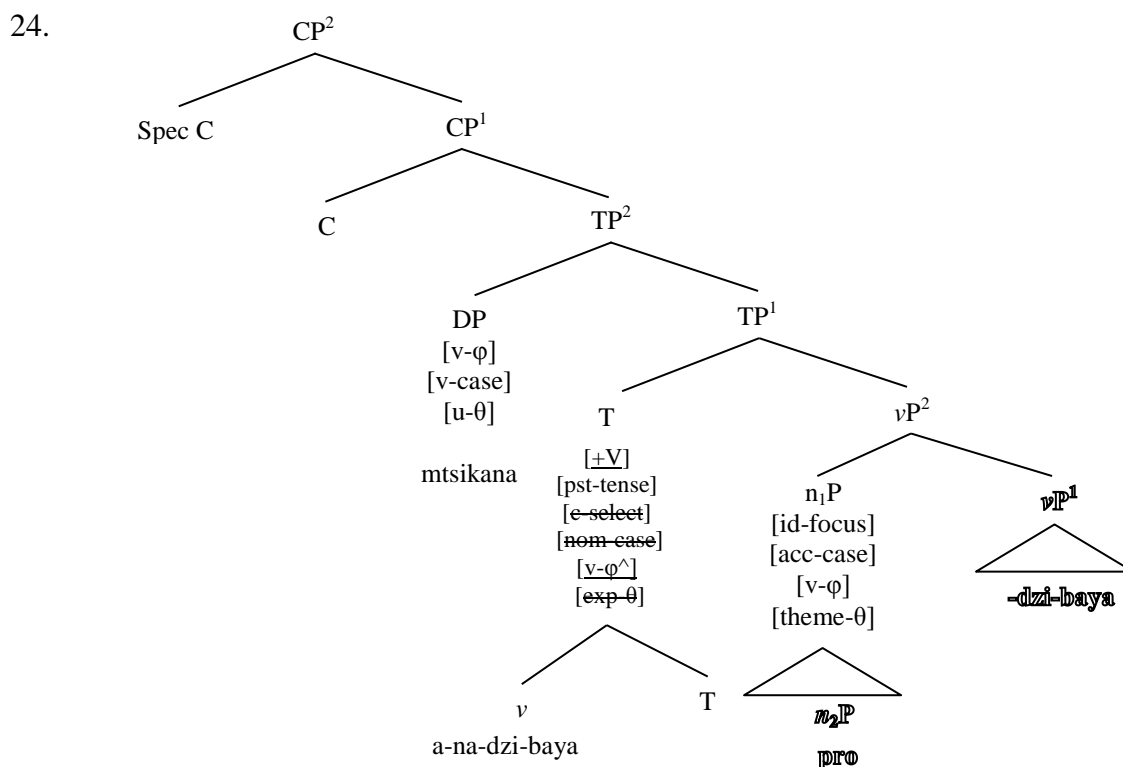 24.
CP²
Spec C CP¹
C TP²
DP TP¹
[v-φ]
[v-case]
[u-θ]
mtsikana
T vP²
[+V]
[pst-tense]
[c-select]
[nom-case]
[v-φ^]
[exp-θ]
n₁P vP¹
[id-focus]
[acc-case]
[v-φ]
[theme-θ]
-dzi-baya
v T n₂P
a-na-dzi-baya pro